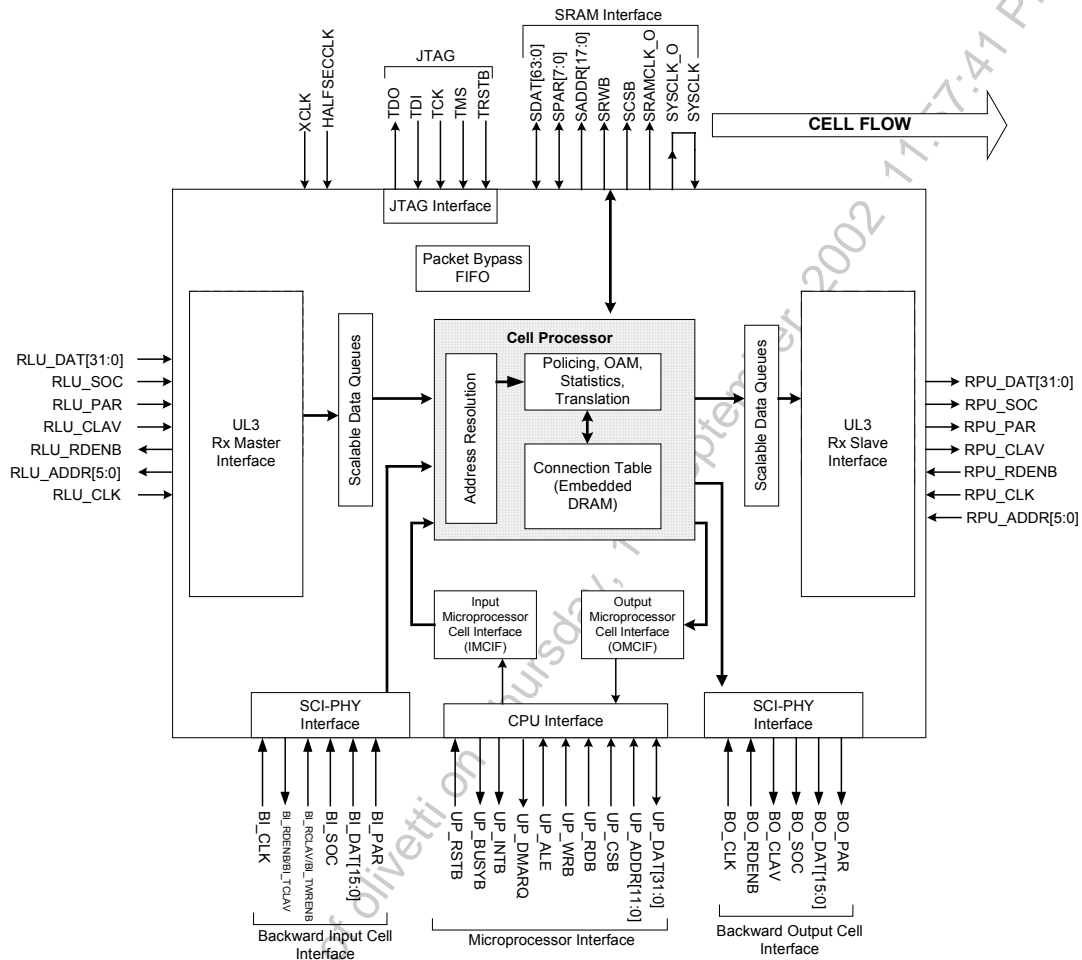 SRAM Interface
JTAG
XCLK
HALFSECCLK
TDO
TDI
TCK
TMS
TRSTB
SDAT[63:0]
SPAR[7:0]
SADDR[17:0]
SRWB
SCSB
SRAMCLK_O
SYSCLK_O
SYSCLK
CELL FLOW
JTAG Interface
Packet Bypass
FIFO
Cell Processor
RLU_DAT[31:0]
RLU_SOC
RLU_PAR
RLU_CLAV
RLU_RDENB
RLU_ADDR[5:0]
RLU_CLK
UL3
Rx Master
Interface
Scalable Data Queues
Address Resolution
Policing, OAM,
Statistics,
Translation
Connection Table
(Embedded
DRAM)
Scalable Data Queues
UL3
Rx Slave
Interface
RPU_DAT[31:0]
RPU_SOC
RPU_PAR
RPU_CLAV
RPU_RDENB
RPU_CLK
RPU_ADDR[5:0]
Input
Microprocessor
Cell Interface
(IMCIF)
Output
Microprocessor
Cell Interface
(OMCIF)
SCI-PHY
Interface
CPU Interface
SCI-PHY
Interface
BI_CLK
BI_RDENB/BI_TCLAV
BI_RCLAV/BI_TWRENB
BI_SOC
BI_DAT[15:0]
BI_PAR
UP_RSTB
UP_BUSYB
UP_INTB
UP_DMARQ
UP_ALE
UP_WRB
UP_RDB
UP_CSB
UP_ADDR[11:0]
UP_DAT[31:0]
BO_CLK
BO_RDENB
BO_CLAV
BO_SOC
BO_DAT[15:0]
BO_PAR
Backward Input Cell
Interface
Microprocessor Interface
Backward Output Cell
Interface
of olivetti on 2002 11:57:41